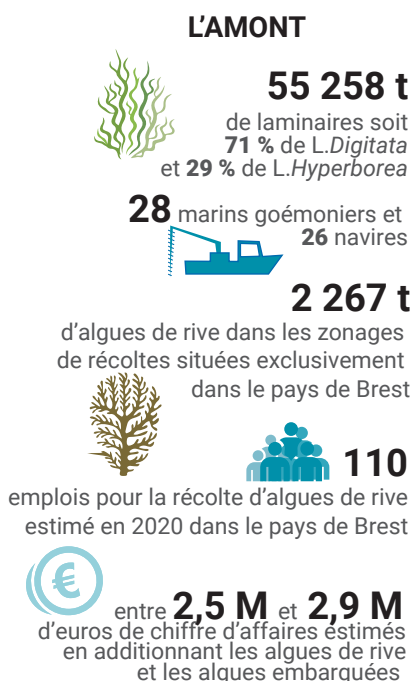 L'AMONT
55 258 t
de laminaires soit
71 % de L.Digitata
et 29 % de L.Hyperborea
28 marins goémoniers et
26 navires
2 267 t
d'algues de rive dans les zonages
de récoltes situées exclusivement
dans le pays de Brest
110
emplois pour la récolte d'algues de rive
estimé en 2020 dans le pays de Brest
€
entre 2,5 M et 2,9 M
d'euros de chiffre d'affaires estimés
en additionnant les algues de rive
et les algues embarquées